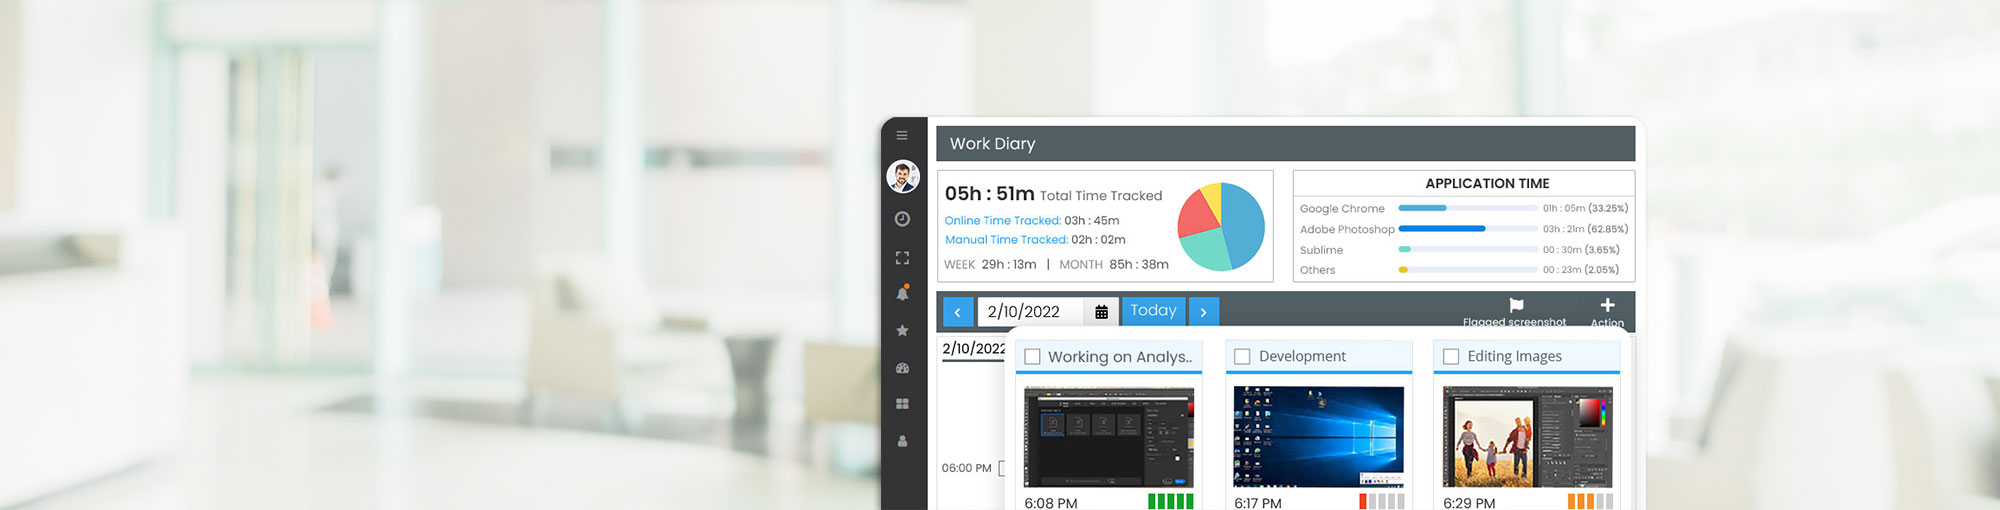 Work Diary
05h : 51m Total Time Tracked
Online Time Tracked: 03h : 45m
Manual Time Tracked: 02h : 02m
WEEK 29h : 13m | MONTH 85h : 38m
APPLICATION TIME
Google Chrome 01h : 05m (33.25%)
Adobe Photoshop 03h : 21m (62.85%)
Sublime 00 : 30m (3.65%)
Others 00 : 23m (2.05%)
2/10/2022 Today
Flagged screenshot Action
2/10/2022
Working on Analys.. Development Editing Images
06:00 PM
6:08 PM 6:17 PM 6:29 PM